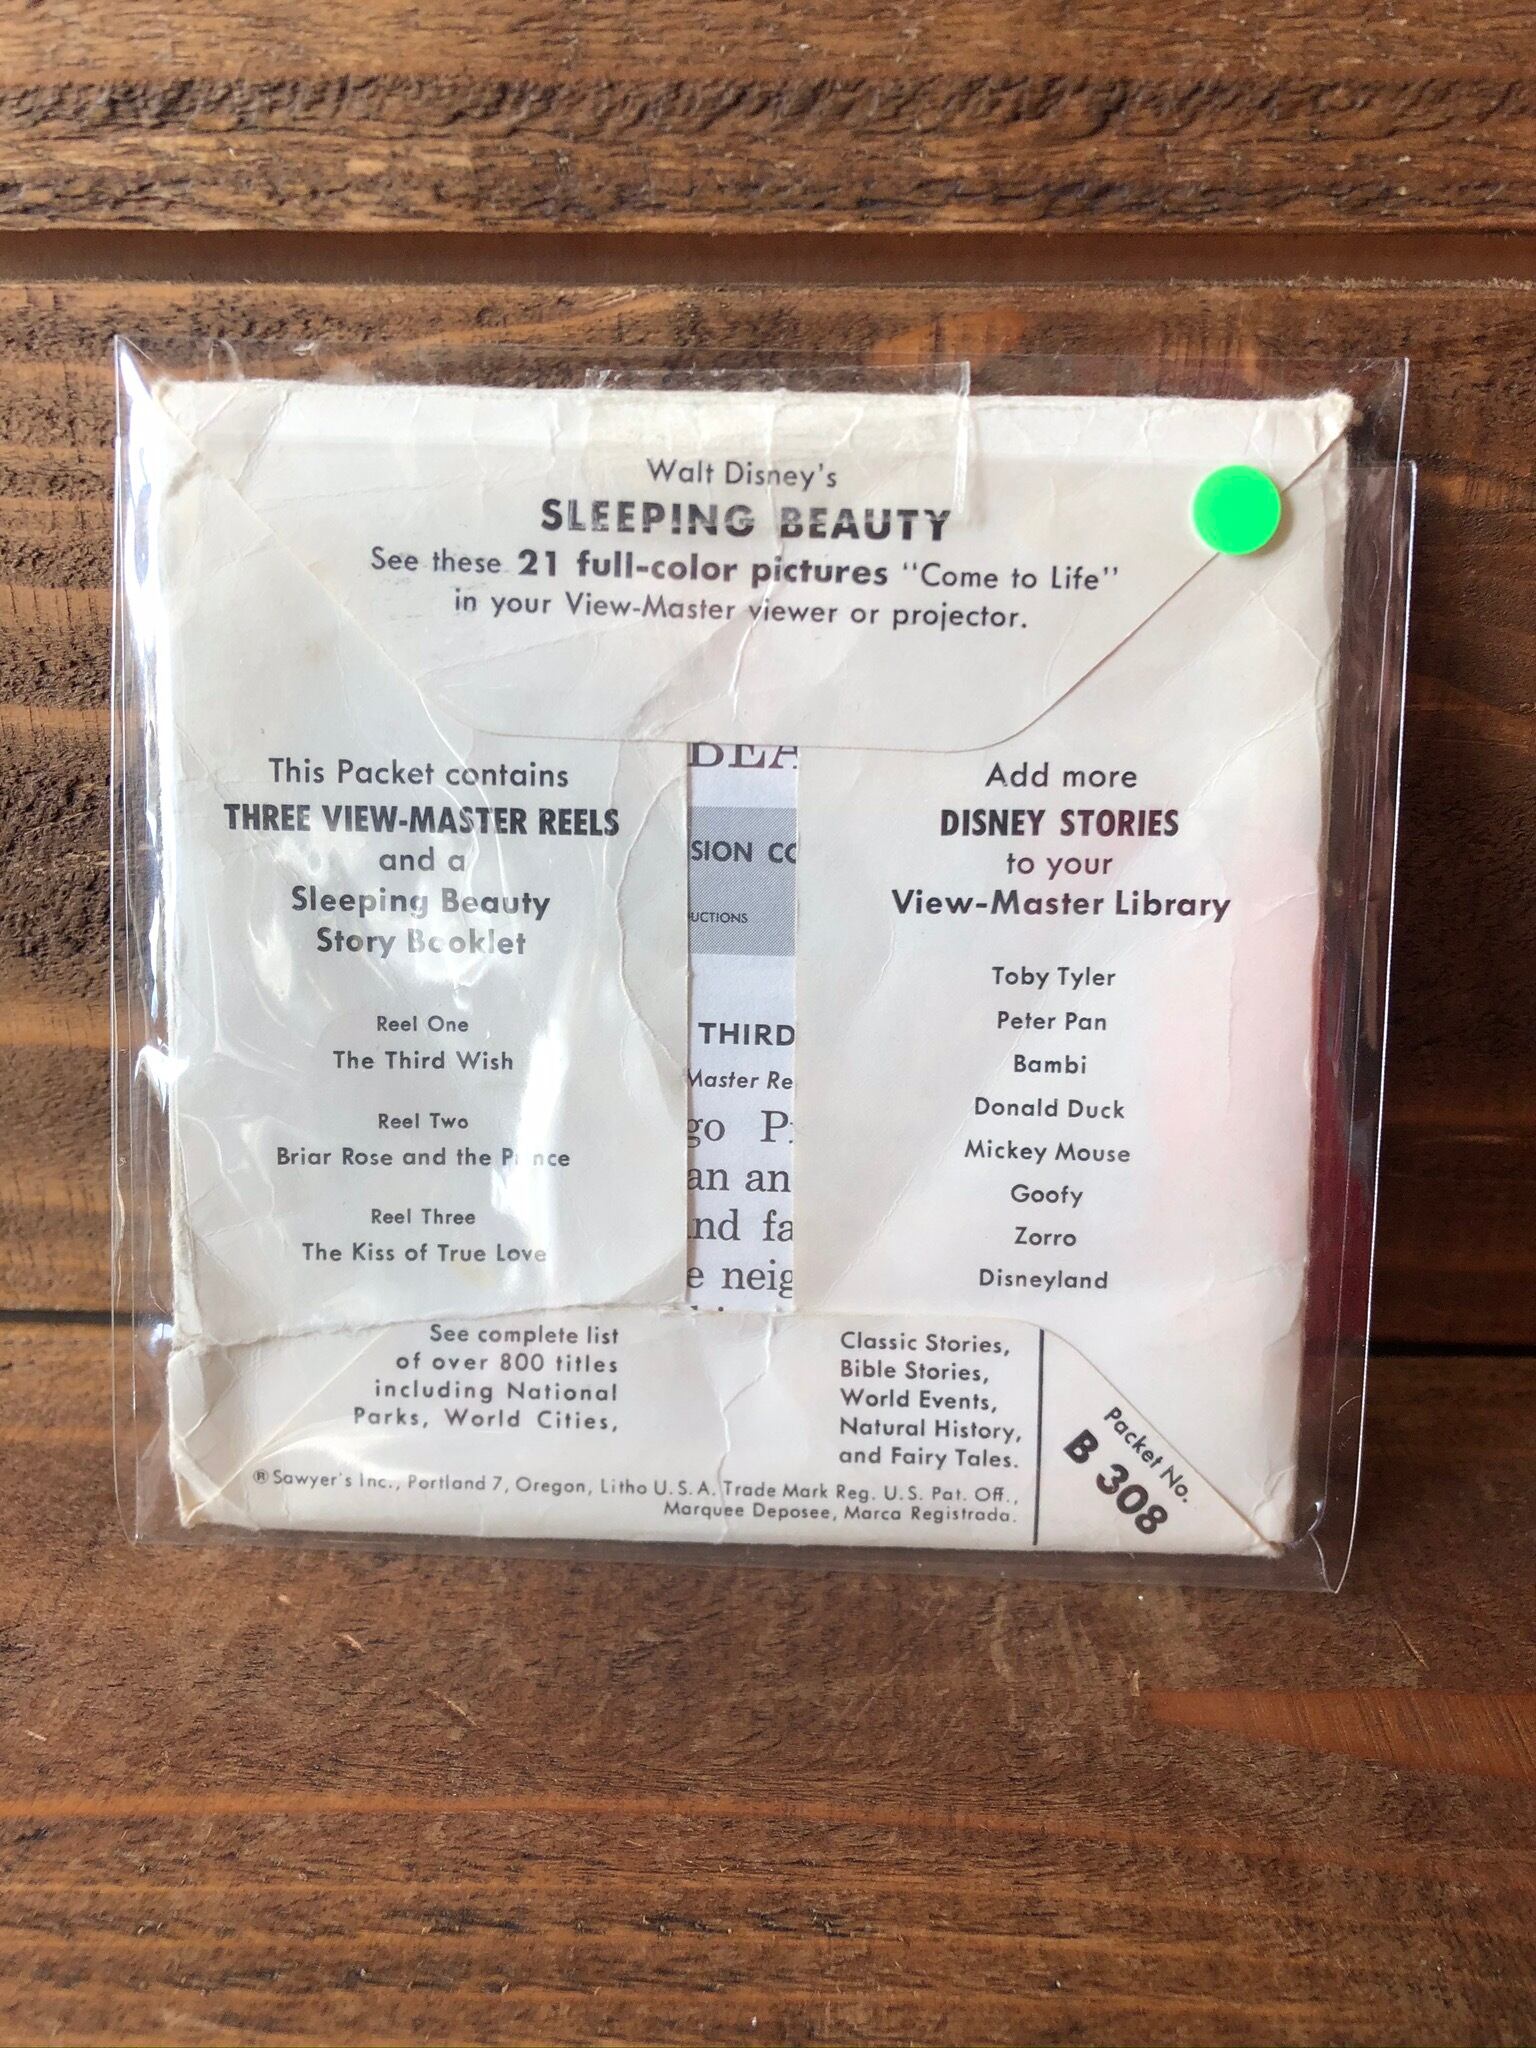 Walt Disney's
SLEEPING BEAUTY
See these 21 full-color pictures "Come to Life"
in your View-Master viewer or projector.
This Packet contains
THREE VIEW-MASTER REELS
and a
Sleeping Beauty
Story Booklet
Reel One
The Third Wish
Reel Two
Briar Rose and the Prince
Reel Three
The Kiss of True Love
BEA
SION CO
UCTIONS
THIRD
Master Re
go P
an an
nd fa
e neig
Add more
DISNEY STORIES
to your
View-Master Library
Toby Tyler
Peter Pan
Bambi
Donald Duck
Mickey Mouse
Goofy
Zorro
Disneyland
See complete list
of over 800 titles
including National
Parks, World Cities,
Classic Stories,
Bible Stories,
World Events,
Natural History,
and Fairy Tales.
® Sawyer's Inc., Portland 7, Oregon, Litho U.S.A. Trade Mark Reg. U.S. Pat. Off.,
Marquee Deposee, Marca Registrada.
Packet No.
B 308